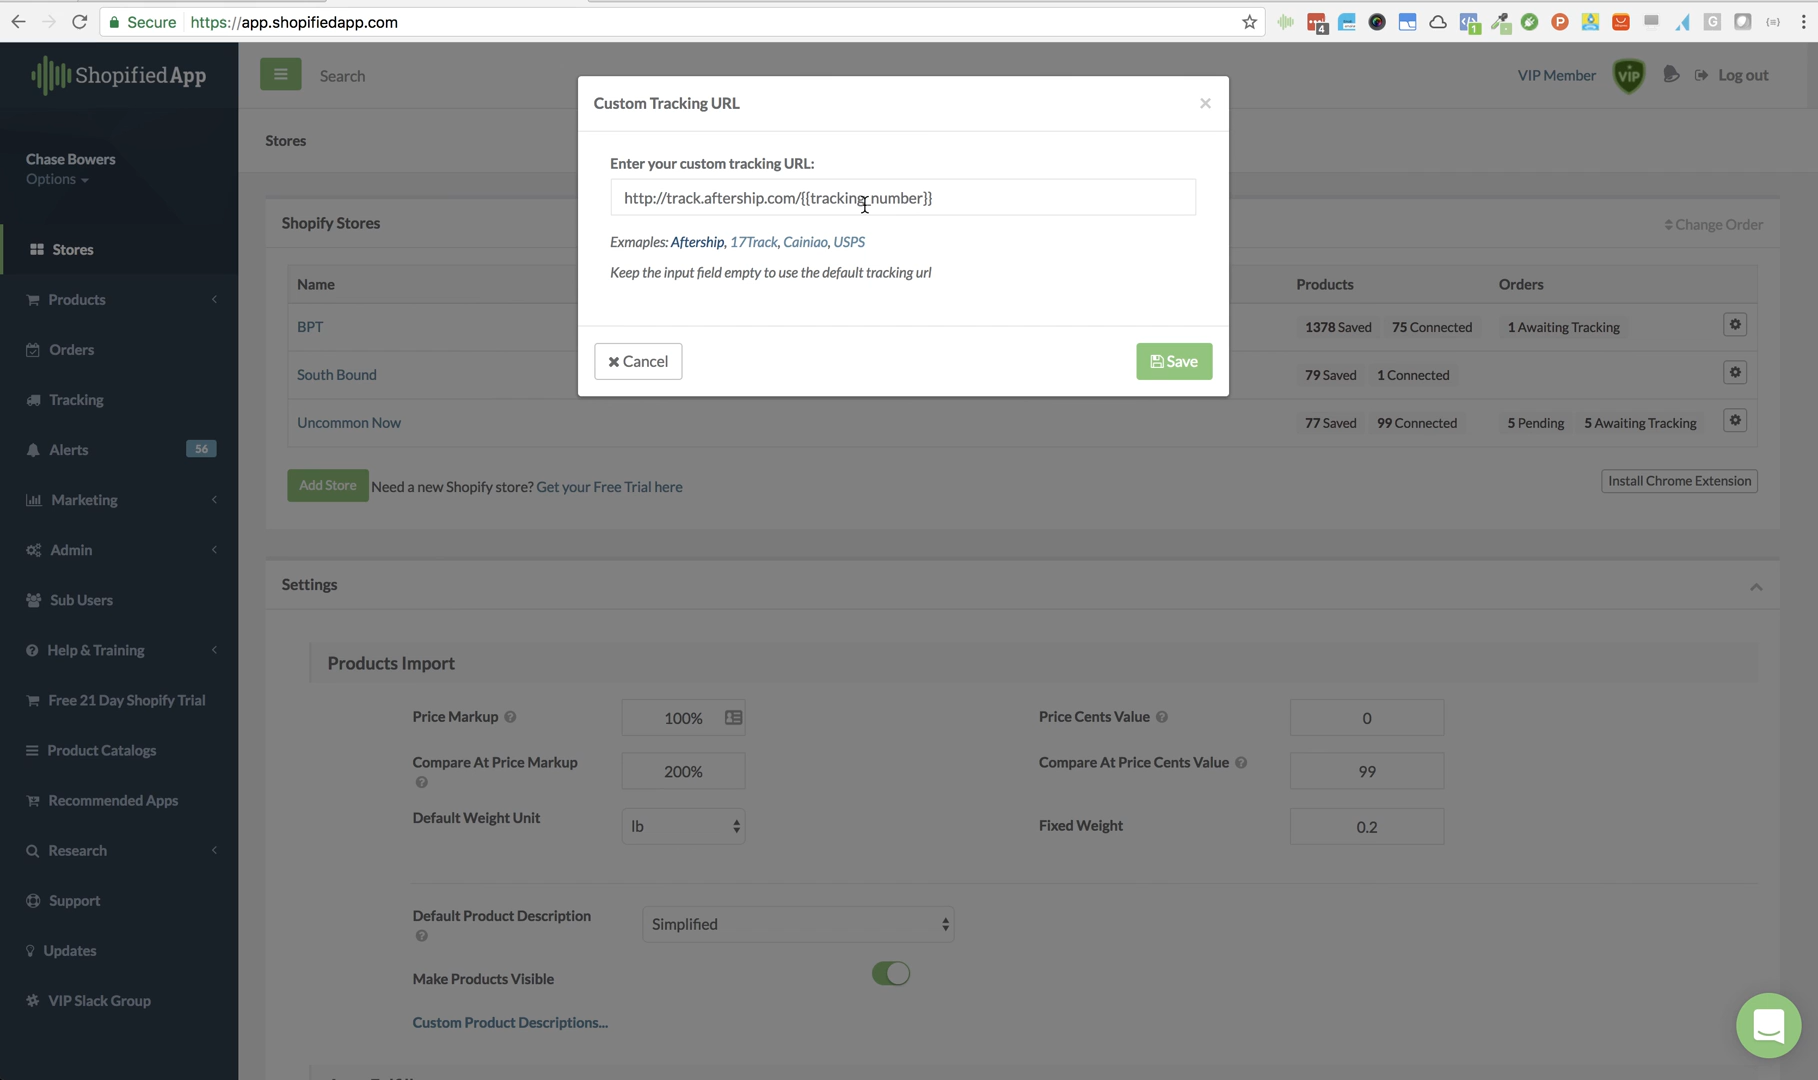 Secure https://app.shopifiedapp.com
4
1
P
G
ShopifiedApp
Search
VIP Member
VIP
Log out
Chase Bowers
Options
Stores
Products
Orders
Tracking
Alerts 56
Marketing
Admin
Sub Users
Help & Training
Free 21 Day Shopify Trial
Product Catalogs
Recommended Apps
Research
Support
Updates
VIP Slack Group
Stores
Custom Tracking URL ×
Enter your custom tracking URL:
http://track.aftership.com/{{tracking_number}}
Exmaples: Aftership, 17Track, Cainiao, USPS
Keep the input field empty to use the default tracking url
Cancel
Save
Shopify Stores
Change Order
Name Products Orders
BPT 1378 Saved 75 Connected 1 Awaiting Tracking
South Bound 79 Saved 1 Connected
Uncommon Now 77 Saved 99 Connected 5 Pending 5 Awaiting Tracking
Add Store Need a new Shopify store? Get your Free Trial here
Install Chrome Extension
Settings
Products Import
Price Markup 100% Price Cents Value 0
Compare At Price Markup 200% Compare At Price Cents Value 99
Default Weight Unit lb Fixed Weight 0.2
Default Product Description Simplified
Make Products Visible
Custom Product Descriptions...